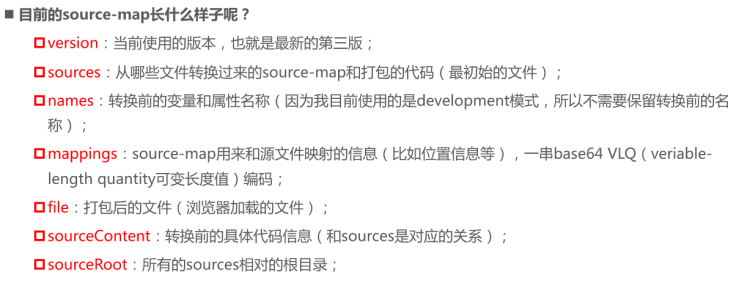 目前的source-map长什么样子呢？
version：当前使用的版本，也就是最新的第三版；
sources：从哪些文件转换过来的source-map和打包的代码（最初始的文件）；
names：转换前的变量和属性名称（因为我目前使用的是development模式，所以不需要保留转换前的名
称）；
mappings：source-map用来和源文件映射的信息（比如位置信息等），一串base64 VLQ（veriable-
length quantity可变长度值）编码；
file：打包后的文件（浏览器加载的文件）；
sourceContent：转换前的具体代码信息（和sources是对应的关系）；
sourceRoot：所有的sources相对的根目录；